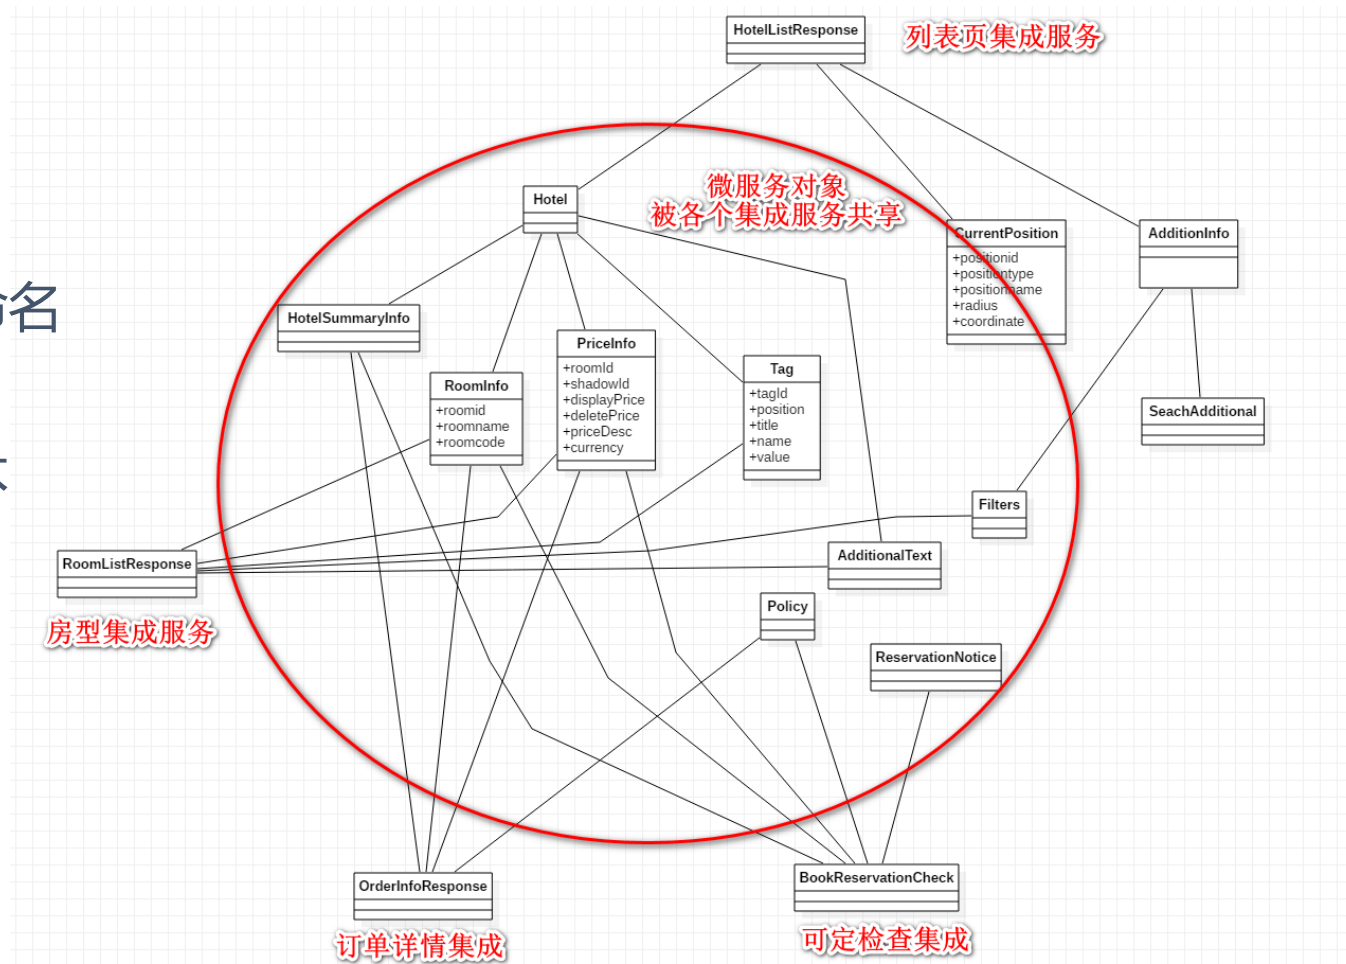 HotelListResponse
列表页集成服务
微服务对象
被各个集成服务共享
Hotel
CurrentPosition
+positionid
+positiontype
+positionname
+radius
+coordinate
AdditionInfo
HotelSummaryInfo
命名
PriceInfo
+roomId
+shadowId
+displayPrice
+deletePrice
+priceDesc
+currency
RoomInfo
+roomid
+roomname
+roomcode
Tag
+tagId
+position
+title
+name
+value
SeachAdditional
Filters
AdditionalText
RoomListResponse
房型集成服务
Policy
ReservationNotice
OrderInfoResponse
订单详情集成
BookReservationCheck
可定检查集成